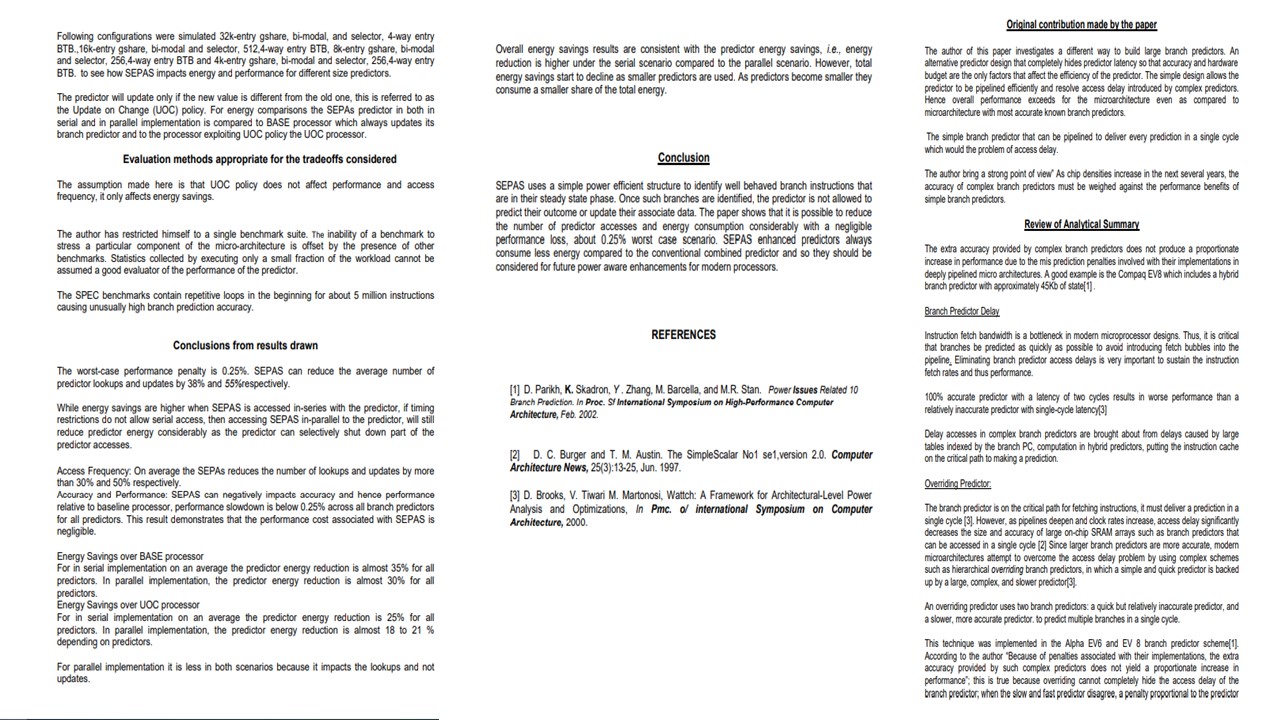 Following configurations were simulated 32k-entry gshare, bi-modal, and selector, 4-way entry
BTB.,16k-entry gshare, bi-modal and selector, 512,4-way entry BTB, 8k-entry gshare, bi-modal
and selector, 256,4-way entry BTB and 4k-entry gshare, bi-modal and selector, 256,4-way entry
BTB. to see how SEPAS impacts energy and performance for different size predictors.
The predictor will update only if the new value is different from the old one, this is referred to as
the Update on Change (UOC) policy. For energy comparisons the SEPAs predictor in both in
serial and in parallel implementation is compared to BASE processor which always updates its
branch predictor and to the processor exploiting UOC policy the UOC processor.
Evaluation methods appropriate for the tradeoffs considered
The assumption made here is that UOC policy does not affect performance and access
frequency, it only affects energy savings.
The author has restricted himself to a single benchmark suite. The inability of a benchmark to
stress a particular component of the micro-architecture is offset by the presence of other
benchmarks. Statistics collected by executing only a small fraction of the workload cannot be
assumed a good evaluator of the performance of the predictor.
The SPEC benchmarks contain repetitive loops in the beginning for about 5 million instructions
causing unusually high branch prediction accuracy.
Conclusions from results drawn
The worst-case performance penalty is 0.25%. SEPAS can reduce the average number of
predictor lookups and updates by 38% and 55%respectively.
While energy savings are higher when SEPAS is accessed in-series with the predictor, if timing
restrictions do not allow serial access, then accessing SEPAS in-parallel to the predictor, will still
reduce predictor energy considerably as the predictor can selectively shut down part of the
predictor accesses.
Access Frequency: On average the SEPAs reduces the number of lookups and updates by more
than 30% and 50% respectively.
Accuracy and Performance: SEPAS can negatively impacts accuracy and hence performance
relative to baseline processor, performance slowdown is below 0.25% across all branch predictors
for all predictors. This result demonstrates that the performance cost associated with SEPAS is
negligible.
Energy Savings over BASE processor
For in serial implementation on an average the predictor energy reduction is almost 35% for all
predictors. In parallel implementation, the predictor energy reduction is almost 30% for all
predictors.
Energy Savings over UOC processor
For in serial implementation on an average the predictor energy reduction is 25% for all
predictors. In parallel implementation, the predictor energy reduction is almost 18 to 21 %
depending on predictors.
For parallel implementation it is less in both scenarios because it impacts the lookups and not
updates.
Overall energy savings results are consistent with the predictor energy savings, i.e., energy
reduction is higher under the serial scenario compared to the parallel scenario. However, total
energy savings start to decline as smaller predictors are used. As predictors become smaller they
consume a smaller share of the total energy.
Conclusion
SEPAS uses a simple power efficient structure to identify well behaved branch instructions that
are in their steady state phase. Once such branches are identified, the predictor is not allowed to
predict their outcome or update their associate data. The paper shows that it is possible to reduce
the number of predictor accesses and energy consumption considerably with a negligible
performance loss, about 0.25% worst case scenario. SEPAS enhanced predictors always
consume less energy compared to the conventional combined predictor and so they should be
considered for future power aware enhancements for modern processors.
REFERENCES
[1] D. Parikh, K. Skadron, Y . Zhang, M. Barcella, and M.R. Stan. Power Issues Related 10
Branch Prediction. In Proc. Sf International Symposium on High-Performance Computer
Architecture, Feb. 2002.
[2] D. C. Burger and T. M. Austin. The SimpleScalar No1 se1,version 2.0. Computer
Architecture News, 25(3):13-25, Jun. 1997.
[3] D. Brooks, V. Tiwari M. Martonosi, Wattch: A Framework for Architectural-Level Power
Analysis and Optimizations, In Pmc. o/ international Symposium on Computer
Architecture, 2000.
Original contribution made by the paper
The author of this paper investigates a different way to build large branch predictors. An
alternative predictor design that completely hides predictor latency so that accuracy and hardware
budget are the only factors that affect the efficiency of the predictor. The simple design allows the
predictor to be pipelined efficiently and resolve access delay introduced by complex predictors.
Hence overall performance exceeds for the microarchitecture even as compared to
microarchitecture with most accurate known branch predictors.
The simple branch predictor that can be pipelined to deliver every prediction in a single cycle
which would the problem of access delay.
The author bring a strong point of view" As chip densities increase in the next several years, the
accuracy of complex branch predictors must be weighed against the performance benefits of
simple branch predictors.
Review of Analytical Summary
The extra accuracy provided by complex branch predictors does not produce a proportionate
increase in performance due to the mis prediction penalties involved with their implementations in
deeply pipelined micro architectures. A good example is the Compaq EV8 which includes a hybrid
branch predictor with approximately 45Kb of state[1] .
Branch Predictor Delay
Instruction fetch bandwidth is a bottleneck in modern microprocessor designs. Thus, it is critical
that branches be predicted as quickly as possible to avoid introducing fetch bubbles into the
pipeline, Eliminating branch predictor access delays is very important to sustain the instruction
fetch rates and thus performance.
100% accurate predictor with a latency of two cycles results in worse performance than a
relatively inaccurate predictor with single-cycle latency[3]
Delay accesses in complex branch predictors are brought about from delays caused by large
tables indexed by the branch PC, computation in hybrid predictors, putting the instruction cache
on the critical path to making a prediction.
Overriding Predictor:
The branch predictor is on the critical path for fetching instructions, it must deliver a prediction in a
single cycle [3]. However, as pipelines deepen and clock rates increase, access delay significantly
decreases the size and accuracy of large on-chip SRAM arrays such as branch predictors that
can be accessed in a single cycle [2] Since larger branch predictors are more accurate, modern
microarchitectures attempt to overcome the access delay problem by using complex schemes
such as hierarchical overriding branch predictors, in which a simple and quick predictor is backed
up by a large, complex, and slower predictor[3].
An overriding predictor uses two branch predictors: a quick but relatively inaccurate predictor, and
a slower, more accurate predictor. to predict multiple branches in a single cycle.
This technique was implemented in the Alpha EV6 and EV 8 branch predictor scheme[1].
According to the author "Because of penalties associated with their implementations, the extra
accuracy provided by such complex predictors does not yield a proportionate increase in
performance"; this is true because overriding cannot completely hide the access delay of the
branch predictor; when the slow and fast predictor disagree, a penalty proportional to the predictor